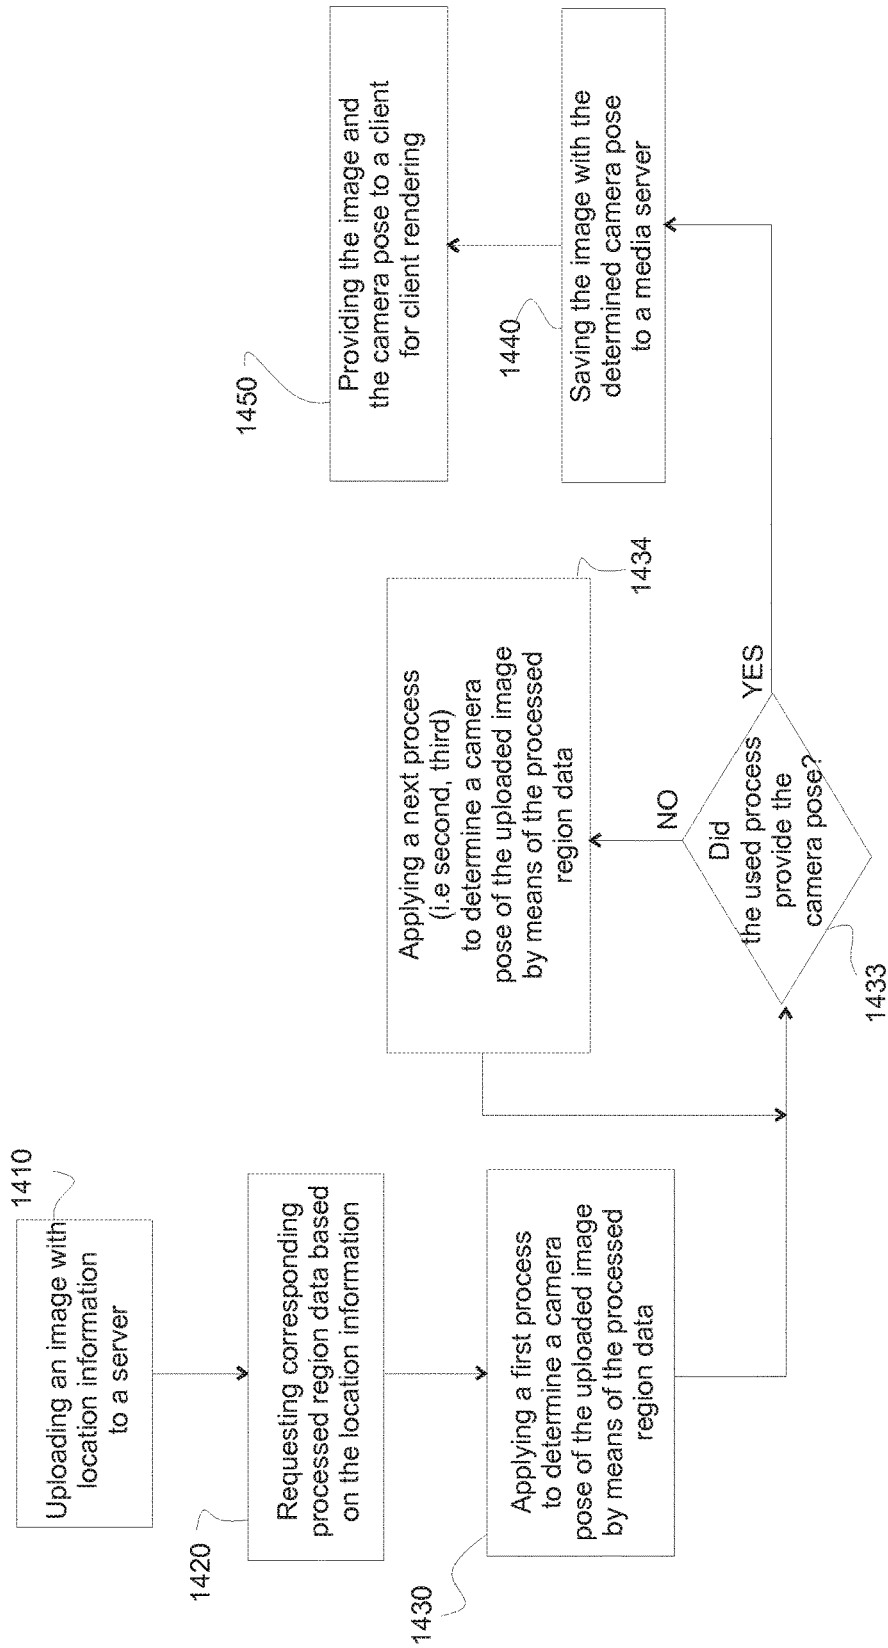 1410
Uploading an image with
location information
to a server
1420
Requesting corresponding
processed region data based
on the location information
1430
Applying a first process
to determine a camera
pose of the uploaded image
by means of the processed
region data
1433
Did
the used process
provide the
camera pose?
NO
YES
1434
Applying a next process
(i.e second, third)
to determine a camera
pose of the uploaded image
by means of the processed
region data
1440
Saving the image with the
determined camera pose
to a media server
1450
Providing the image and
the camera pose to a client
for client rendering